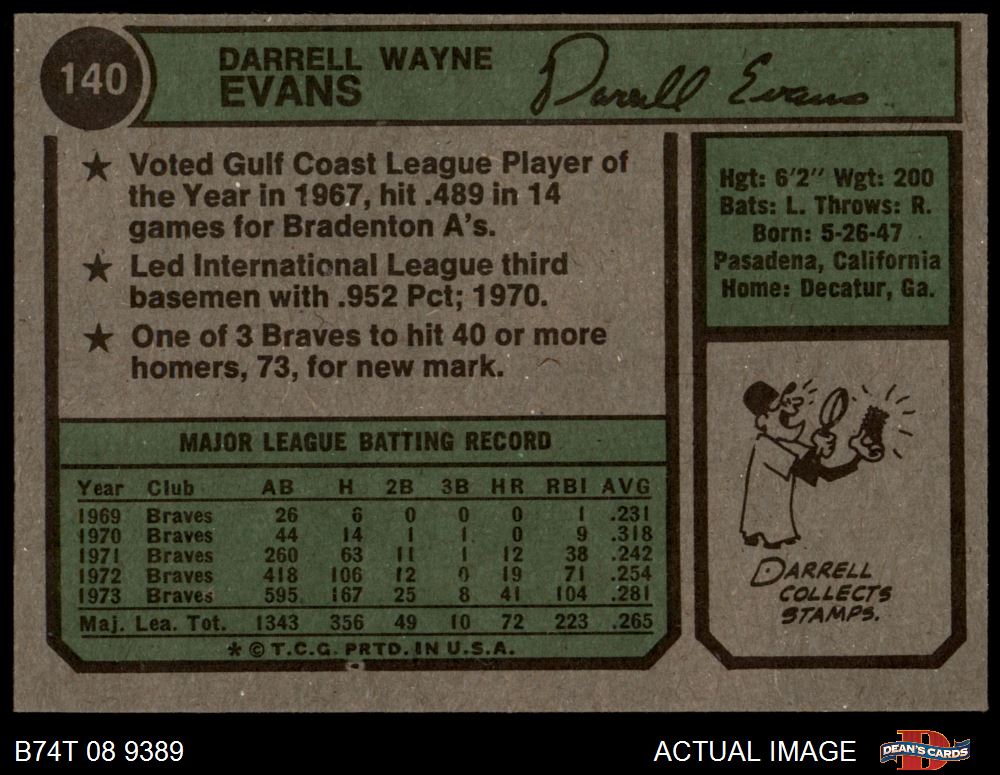 140
DARRELL WAYNE
EVANS
Darrell Evans
★ Voted Gulf Coast League Player of
the Year in 1967, hit .489 in 14
games for Bradenton A's.
★ Led International League third
basemen with .952 Pct; 1970.
★ One of 3 Braves to hit 40 or more
homers, 73, for new mark.
Hgt: 6'2" Wgt: 200
Bats: L. Throws: R.
Born: 5-26-47
Pasadena, California
Home: Decatur, Ga.
MAJOR LEAGUE BATTING RECORD
Year Club AB H 2B 3B HR RBI AVG
1969 Braves 26 6 0 0 0 1 .231
1970 Braves 44 14 1 1 0 9 .318
1971 Braves 260 63 11 1 12 38 .242
1972 Braves 418 106 12 0 19 71 .254
1973 Braves 595 167 25 8 41 104 .281
Maj. Lea. Tot. 1343 356 49 10 72 223 .265
* © T.C.G. PRTD. IN U.S.A.
DARRELL
COLLECTS
STAMPS.
B74T 08 9389
ACTUAL IMAGE
DEAN'S CARDS